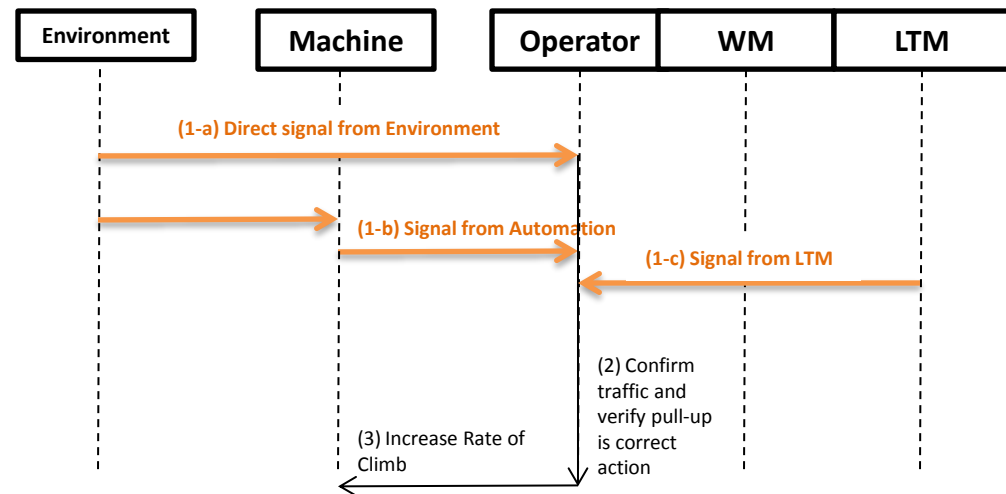 Environment
Machine
Operator
WM
LTM
(1-a) Direct signal from Environment
(1-b) Signal from Automation
(1-c) Signal from LTM
(2) Confirm
traffic and
verify pull-up
is correct
action
(3) Increase Rate of
Climb